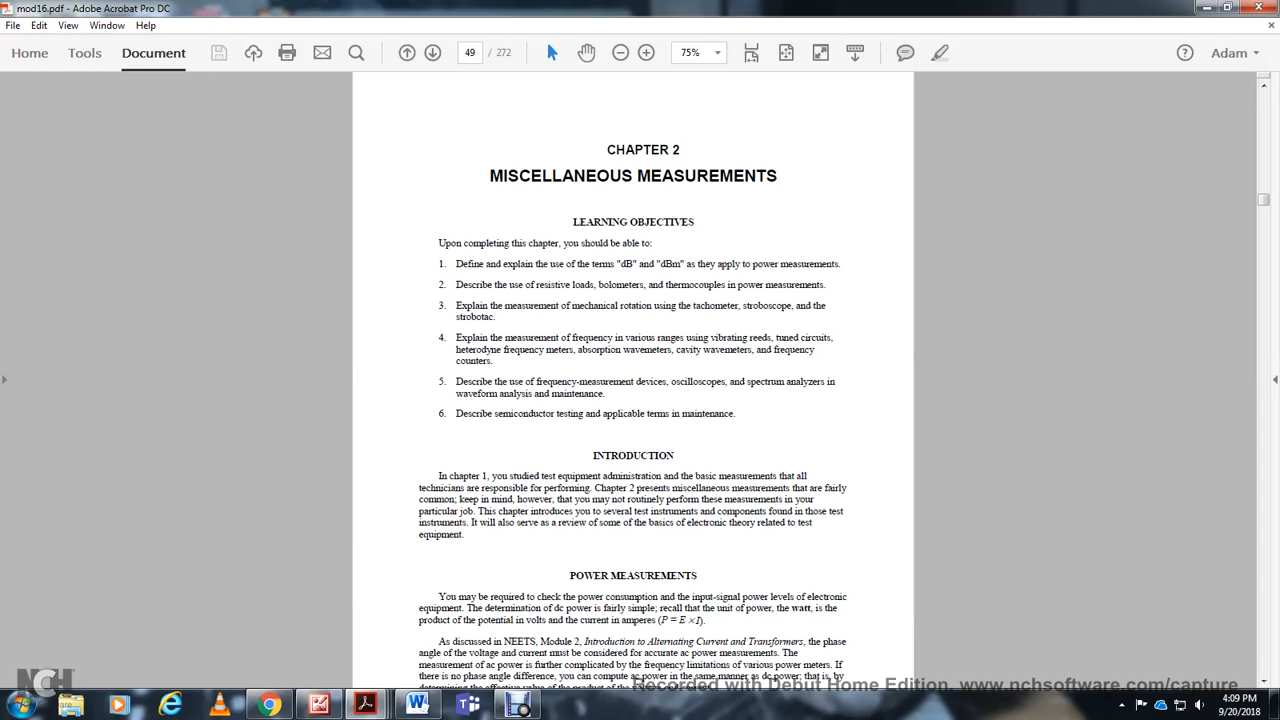 mod16.pdf - Adobe Acrobat Pro DC
File Edit View Window Help
Home Tools Document 49 / 272 75% Adam
CHAPTER 2
MISCELLANEOUS MEASUREMENTS
LEARNING OBJECTIVES
Upon completing this chapter, you should be able to:
1. Define and explain the use of the terms "dB" and "dBm" as they apply to power measurements.
2. Describe the use of resistive loads, bolometers, and thermocouples in power measurements.
3. Explain the measurement of mechanical rotation using the tachometer, stroboscope, and the
strobotac.
4. Explain the measurement of frequency in various ranges using vibrating reeds, tuned circuits,
heterodyne frequency meters, absorption wavemeters, cavity wavemeters, and frequency
counters.
5. Describe the use of frequency-measurement devices, oscilloscopes, and spectrum analyzers in
waveform analysis and maintenance.
6. Describe semiconductor testing and applicable terms in maintenance.
INTRODUCTION
In chapter 1, you studied test equipment administration and the basic measurements that all
technicians are responsible for performing. Chapter 2 presents miscellaneous measurements that are fairly
common; keep in mind, however, that you may not routinely perform these measurements in your
particular job. This chapter introduces you to several test instruments and components found in those test
instruments. It will also serve as a review of some of the basics of electronic theory related to test
equipment.
POWER MEASUREMENTS
You may be required to check the power consumption and the input-signal power levels of electronic
equipment. The determination of dc power is fairly simple; recall that the unit of power, the watt, is the
product of the potential in volts and the current in amperes (P = E × I).
As discussed in NEETS, Module 2, Introduction to Alternating Current and Transformers, the phase
angle of the voltage and current must be considered for accurate ac power measurements. The
measurement of ac power is further complicated by the frequency limitations of various power meters. If
there is no phase angle difference, you can compute ac power in the same manner as dc power; that is, by
Recorded with Debut Home Edition. www.nchsoftware.com/capture
NCH
4:09 PM
9/20/2018